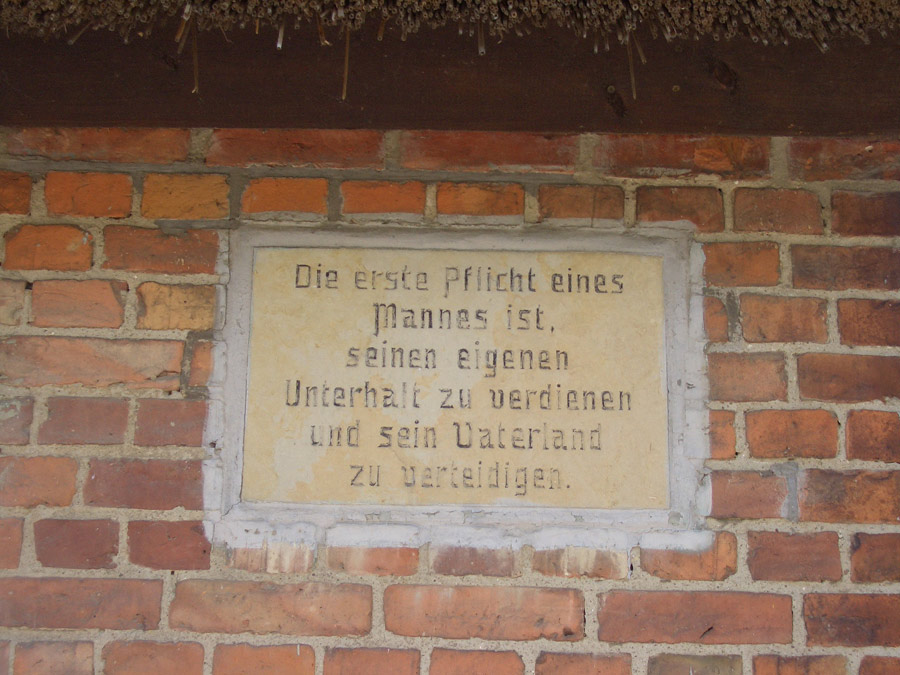 Die erste Pflicht eines
Mannes ist,
seinen eigenen
Unterhalt zu verdienen
und sein Vaterland
zu verteidigen.